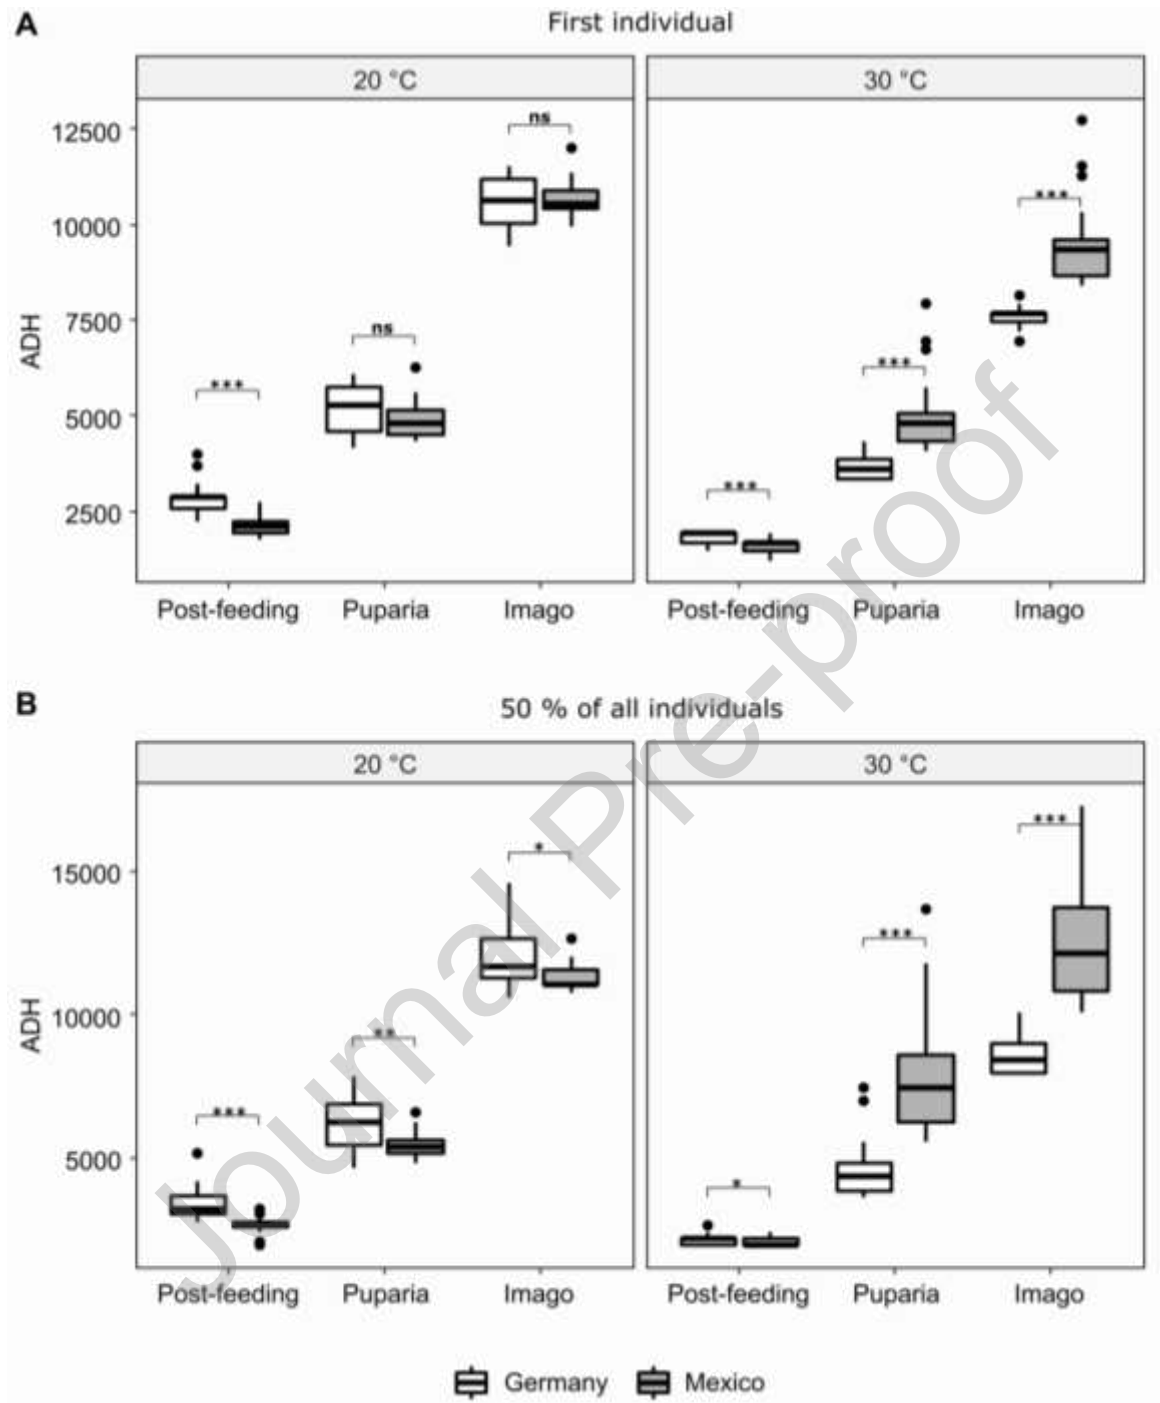 A
First individual
20 °C
30 °C
ADH
12500
10000
7500
5000
2500
***
ns
ns
***
***
***
Post-feeding
Puparia
Imago
Post-feeding
Puparia
Imago
B
50 % of all individuals
20 °C
30 °C
ADH
15000
10000
5000
***
**
*
*
***
***
Post-feeding
Puparia
Imago
Post-feeding
Puparia
Imago
Germany
Mexico
Journal Pre-proof